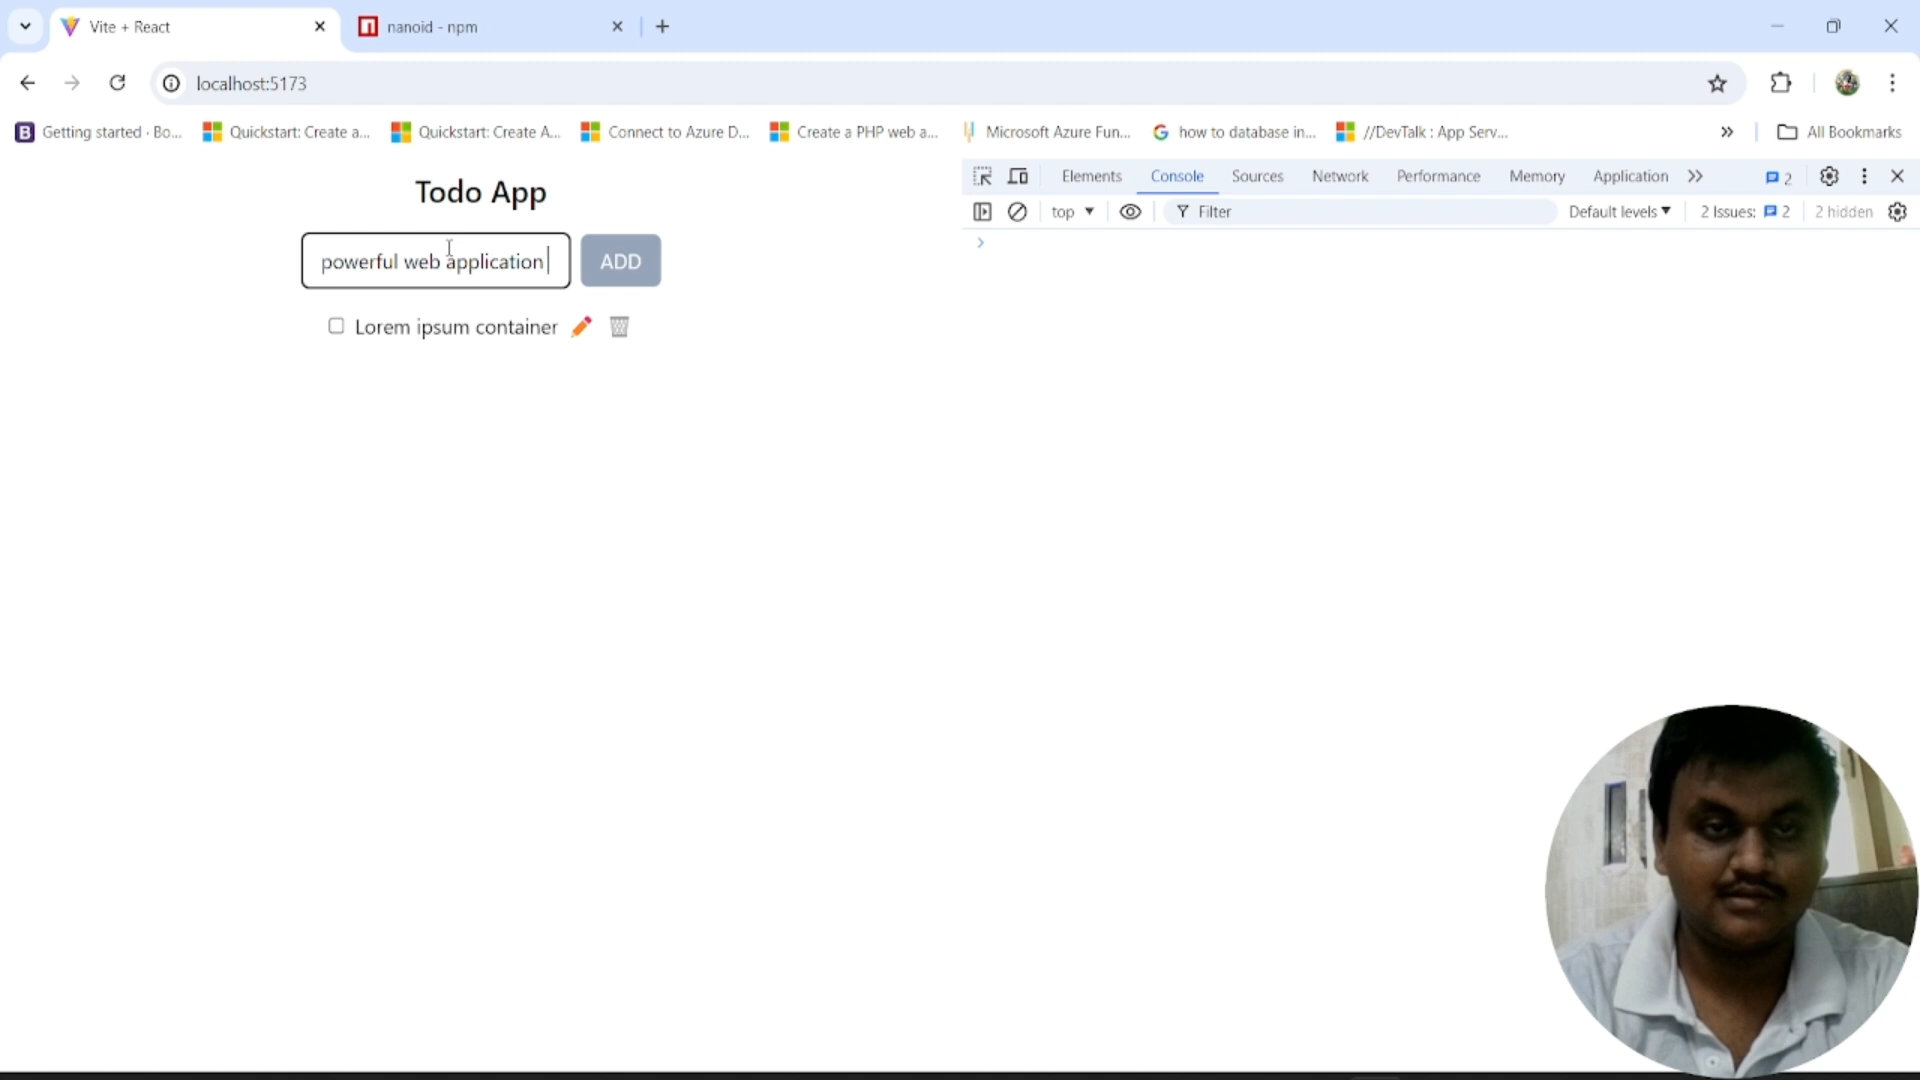 Vite + React
nanoid - npm
localhost:5173
Getting started · Bo...
Quickstart: Create a...
Quickstart: Create A...
Connect to Azure D...
Create a PHP web a...
Microsoft Azure Fun...
how to database in...
//DevTalk : App Serv...
All Bookmarks
Elements
Console
Sources
Network
Performance
Memory
Application
2
top
Filter
Default levels
2 Issues: 2
2 hidden
Todo App
powerful web application
ADD
Lorem ipsum container